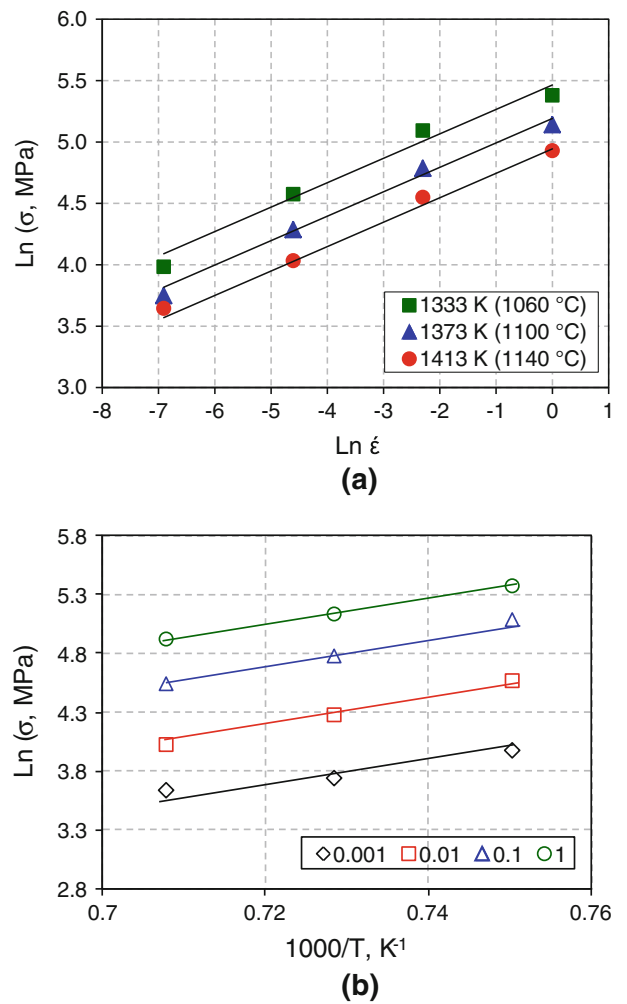 6.0
5.5
5.0
4.5
4.0
3.5
3.0
Ln (σ, MPa)
1333 K (1060 °C)
1373 K (1100 °C)
1413 K (1140 °C)
-8 -7 -6 -5 -4 -3 -2 -1 0 1
Ln έ
(a)
5.8
5.3
4.8
4.3
3.8
3.3
2.8
Ln (σ, MPa)
0.001 0.01 0.1 1
0.7 0.72 0.74 0.76
1000/T, K⁻¹
(b)